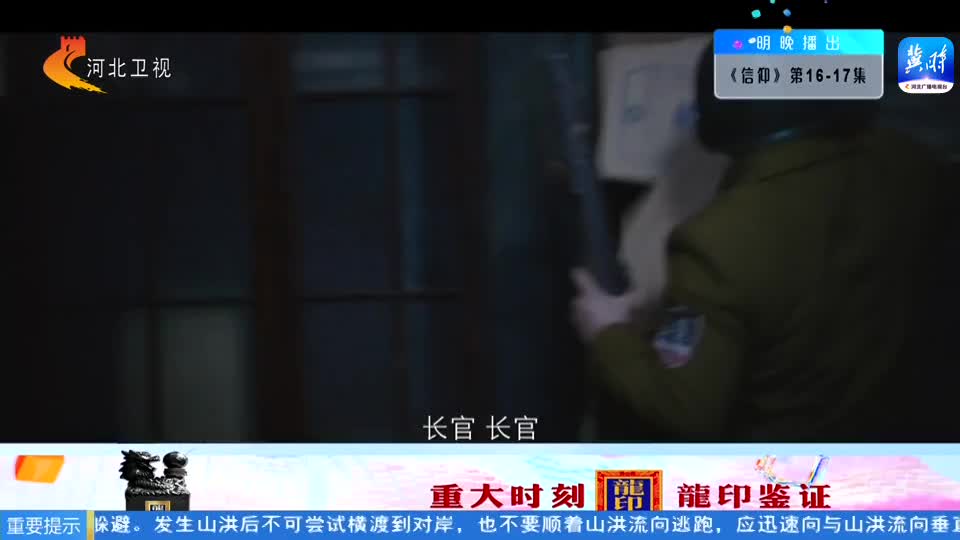 河北卫视
明晚播出
《信仰》第16-17集
冀时
河北广播电视台
长官 长官
重大时刻 龍印 龍印鉴证
重要提示 躲避。发生山洪后不可尝试横渡到对岸，也不要顺着山洪流向逃跑，应迅速向与山洪流向垂直